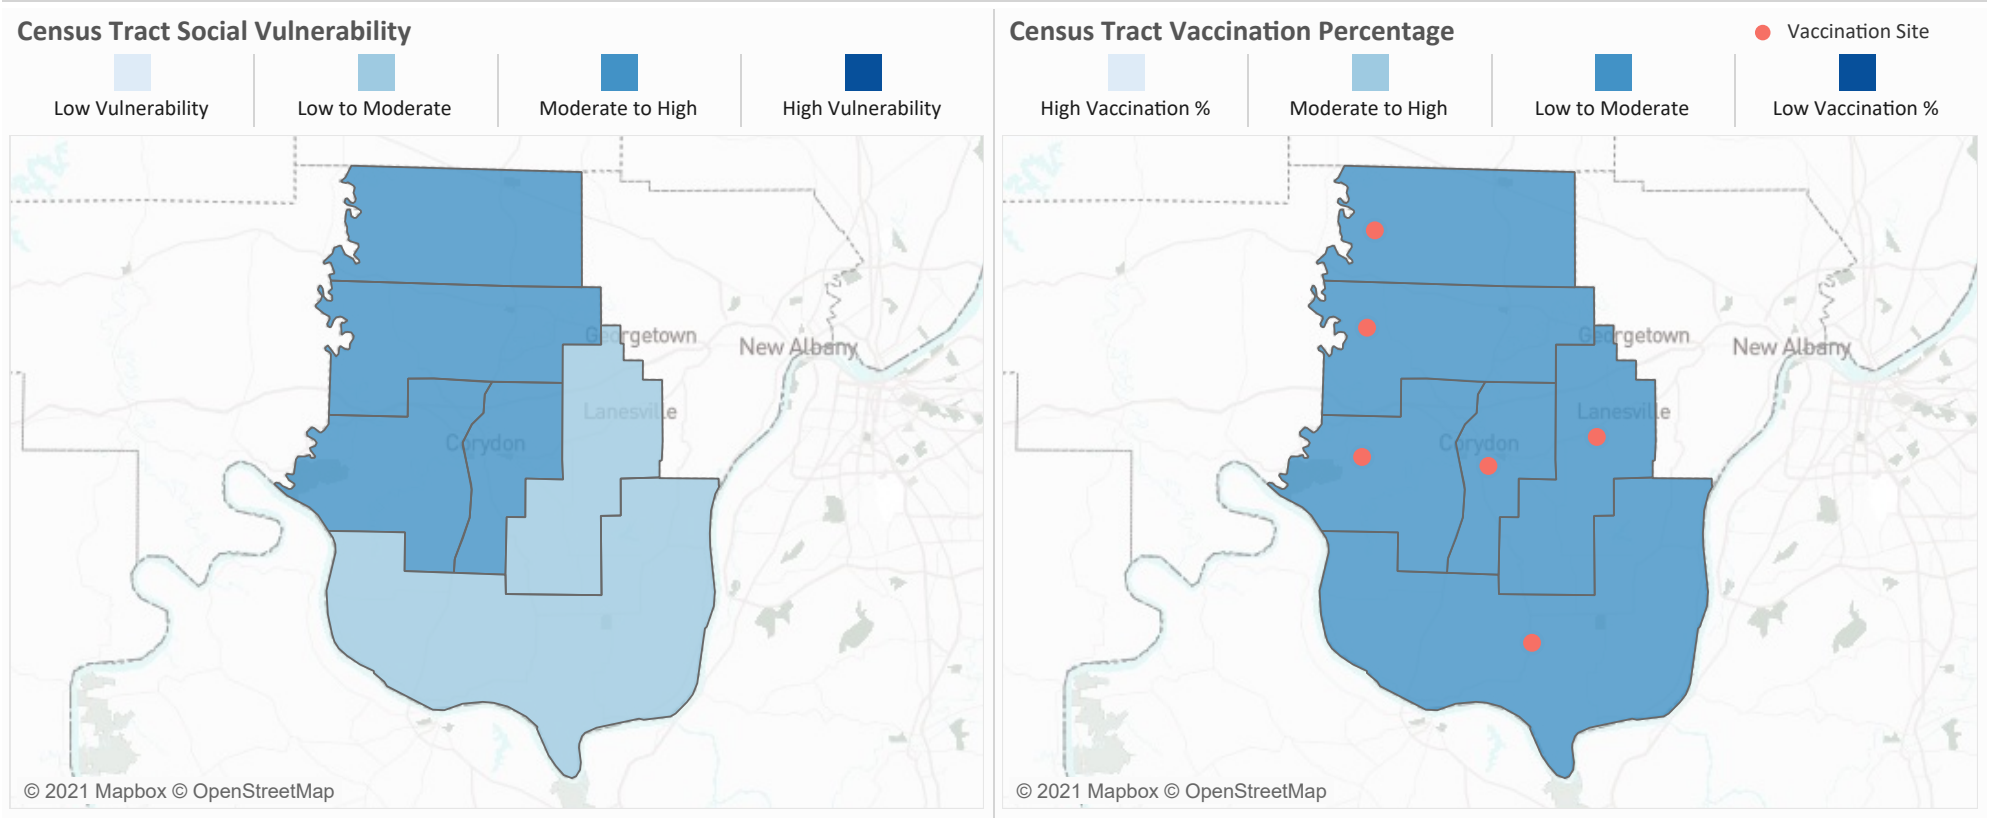 Census Tract Social Vulnerability
Low Vulnerability
Low to Moderate
Moderate to High
High Vulnerability
Georgetown
New Albany
Lanesville
Corydon
© 2021 Mapbox © OpenStreetMap
Census Tract Vaccination Percentage
Vaccination Site
High Vaccination %
Moderate to High
Low to Moderate
Low Vaccination %
Georgetown
New Albany
Lanesville
Corydon
© 2021 Mapbox © OpenStreetMap